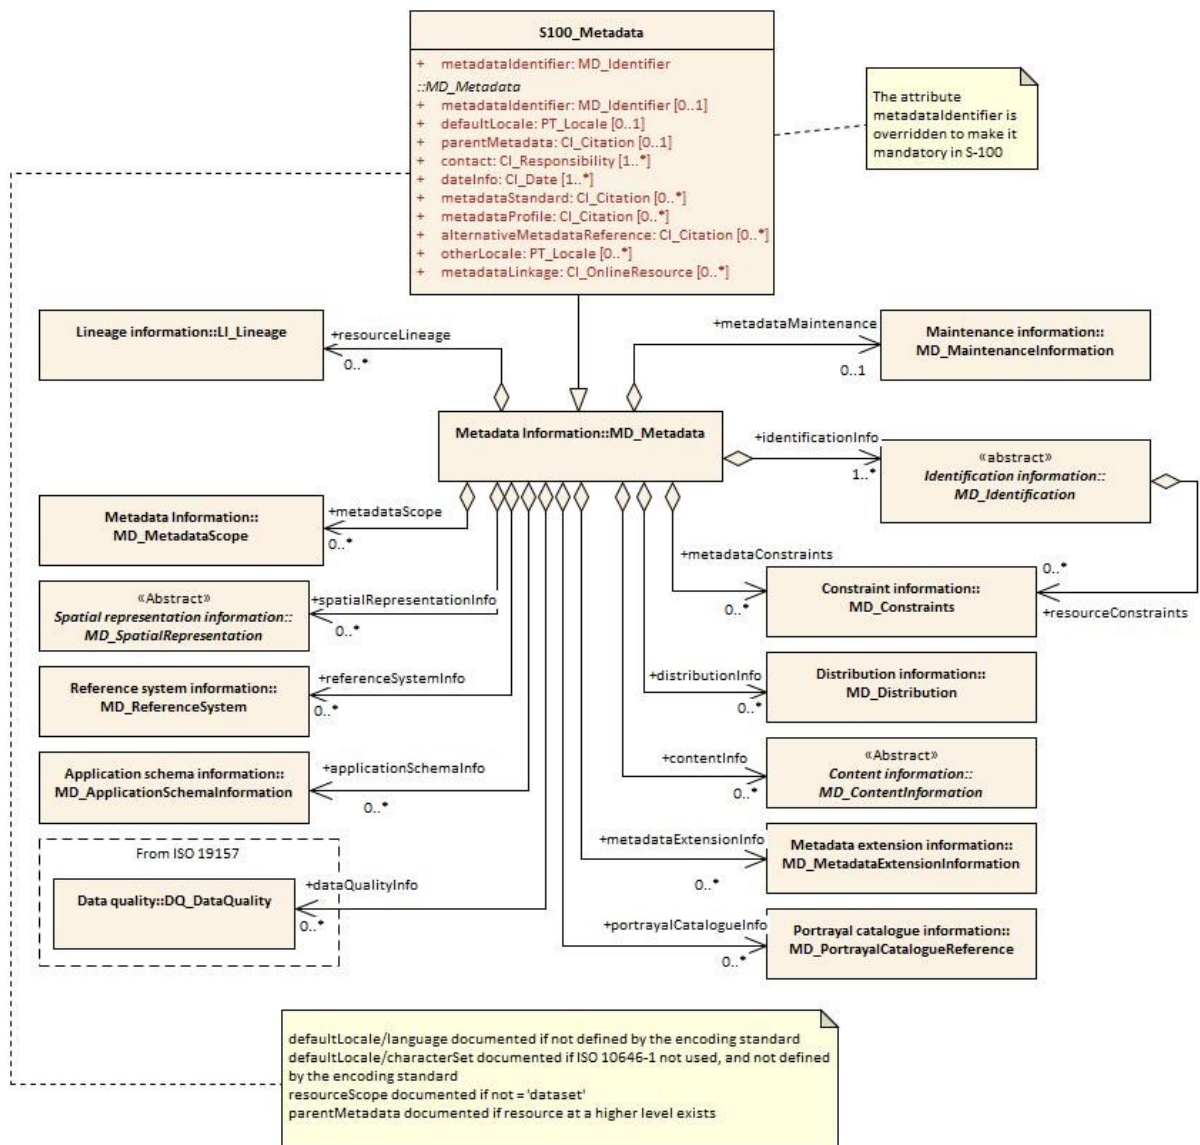 S100_Metadata
+ metadataIdentifier: MD_Identifier
::MD_Metadata
+ metadataIdentifier: MD_Identifier [0..1]
+ defaultLocale: PT_Locale [0..1]
+ parentMetadata: CI_Citation [0..1]
+ contact: CI_Responsibility [1..*]
+ dateInfo: CI_Date [1..*]
+ metadataStandard: CI_Citation [0..*]
+ metadataProfile: CI_Citation [0..*]
+ alternativeMetadataReference: CI_Citation [0..*]
+ otherLocale: PT_Locale [0..*]
+ metadataLinkage: CI_OnlineResource [0..*]
The attribute
metadataIdentifier is
overridden to make it
mandatory in S-100
Lineage information::LI_Lineage
+resourceLineage
0..*
+metadataMaintenance
0..1
Maintenance information::
MD_MaintenanceInformation
Metadata Information::MD_Metadata
+identificationInfo
1..*
«abstract»
Identification information::
MD_Identification
Metadata Information::
MD_MetadataScope
+metadataScope
0..*
+metadataConstraints
0..*
Constraint information::
MD_Constraints
0..*
+resourceConstraints
«Abstract»
Spatial representation information::
MD_SpatialRepresentation
+spatialRepresentationInfo
0..*
Reference system information::
MD_ReferenceSystem
+referenceSystemInfo
0..*
+distributionInfo
0..*
Distribution information::
MD_Distribution
Application schema information::
MD_ApplicationSchemaInformation
+applicationSchemaInfo
0..*
+contentInfo
0..*
«Abstract»
Content information::
MD_ContentInformation
From ISO 19157
Data quality::DQ_DataQuality
+dataQualityInfo
0..*
+metadataExtensionInfo
0..*
Metadata extension information::
MD_MetadataExtensionInformation
+portrayalCatalogueInfo
0..*
Portrayal catalogue information::
MD_PortrayalCatalogueReference
defaultLocale/language documented if not defined by the encoding standard
defaultLocale/characterSet documented if ISO 10646-1 not used, and not defined
by the encoding standard
resourceScope documented if not = 'dataset'
parentMetadata documented if resource at a higher level exists